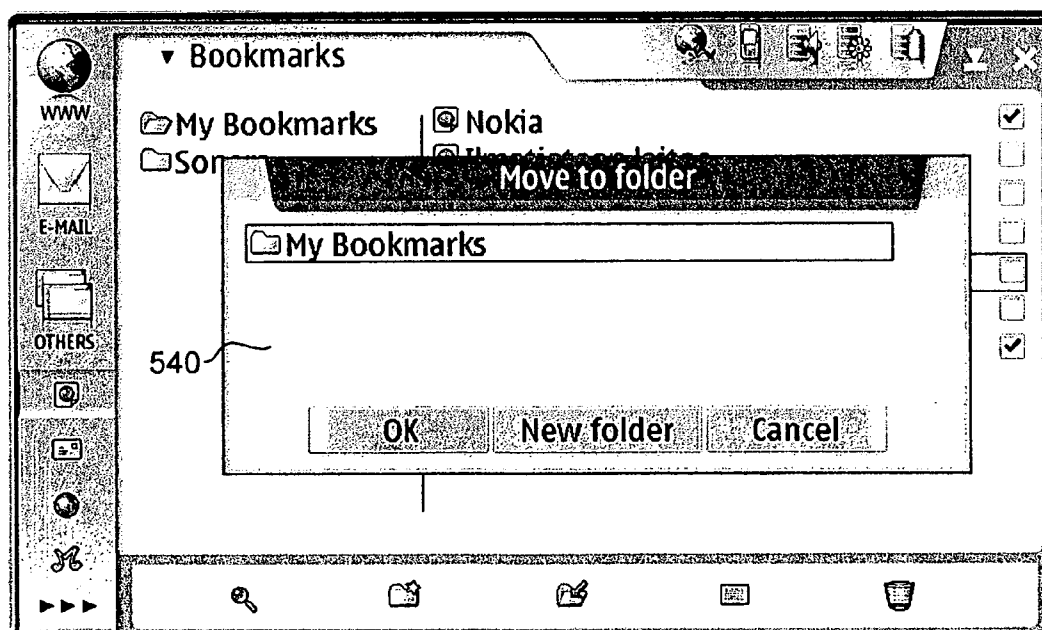 ▼ Bookmarks
WWW
My Bookmarks
Nokia
Move to folder
E-MAIL
My Bookmarks
OTHERS
540
OK
New folder
Cancel